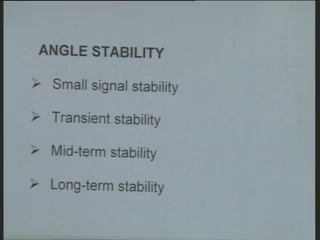 ANGLE STABILITY
➢ Small signal stability
➢ Transient stability
➢ Mid-term stability
➢ Long-term stability